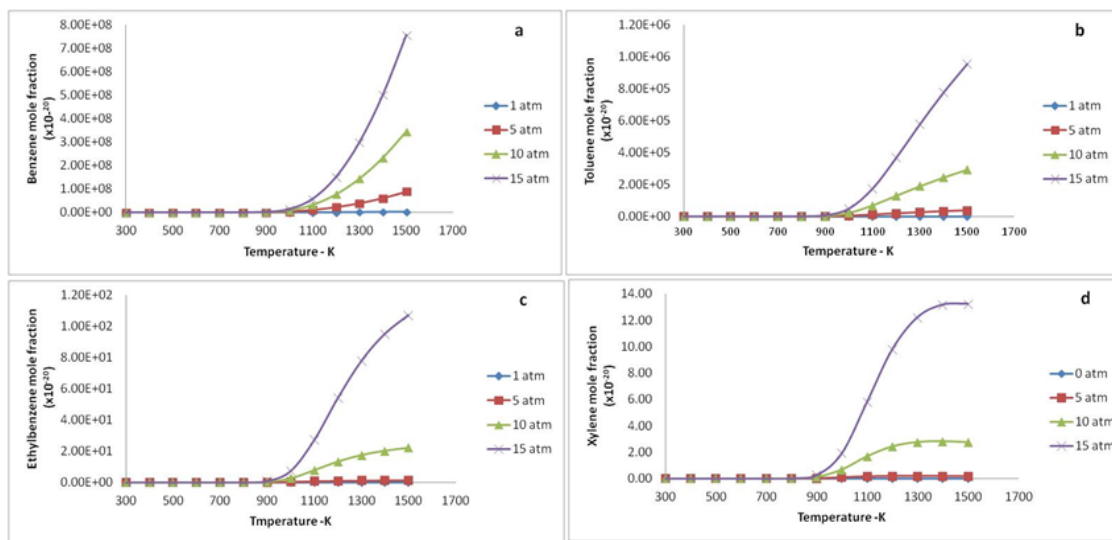 a
8.00E+08
7.00E+08
6.00E+08
5.00E+08
4.00E+08
3.00E+08
2.00E+08
1.00E+08
0.00E+00
Benzene mole fraction
(x10⁻²⁰)
300 500 700 900 1100 1300 1500 1700
Temperature - K
1 atm
5 atm
10 atm
15 atm
b
1.20E+06
1.00E+06
8.00E+05
6.00E+05
4.00E+05
2.00E+05
0.00E+00
Toluene mole fraction
(x10⁻²⁰)
300 500 700 900 1100 1300 1500 1700
Temperature - K
1 atm
5 atm
10 atm
15 atm
c
1.20E+02
1.00E+02
8.00E+01
6.00E+01
4.00E+01
2.00E+01
0.00E+00
Ethylbenzene mole fraction
(x10⁻²⁰)
300 500 700 900 1100 1300 1500 1700
Tmperature -K
1 atm
5 atm
10 atm
15 atm
d
14.00
12.00
10.00
8.00
6.00
4.00
2.00
0.00
Xylene mole fraction
(x10⁻²⁰)
300 500 700 900 1100 1300 1500 1700
Temperature - K
0 atm
5 atm
10 atm
15 atm